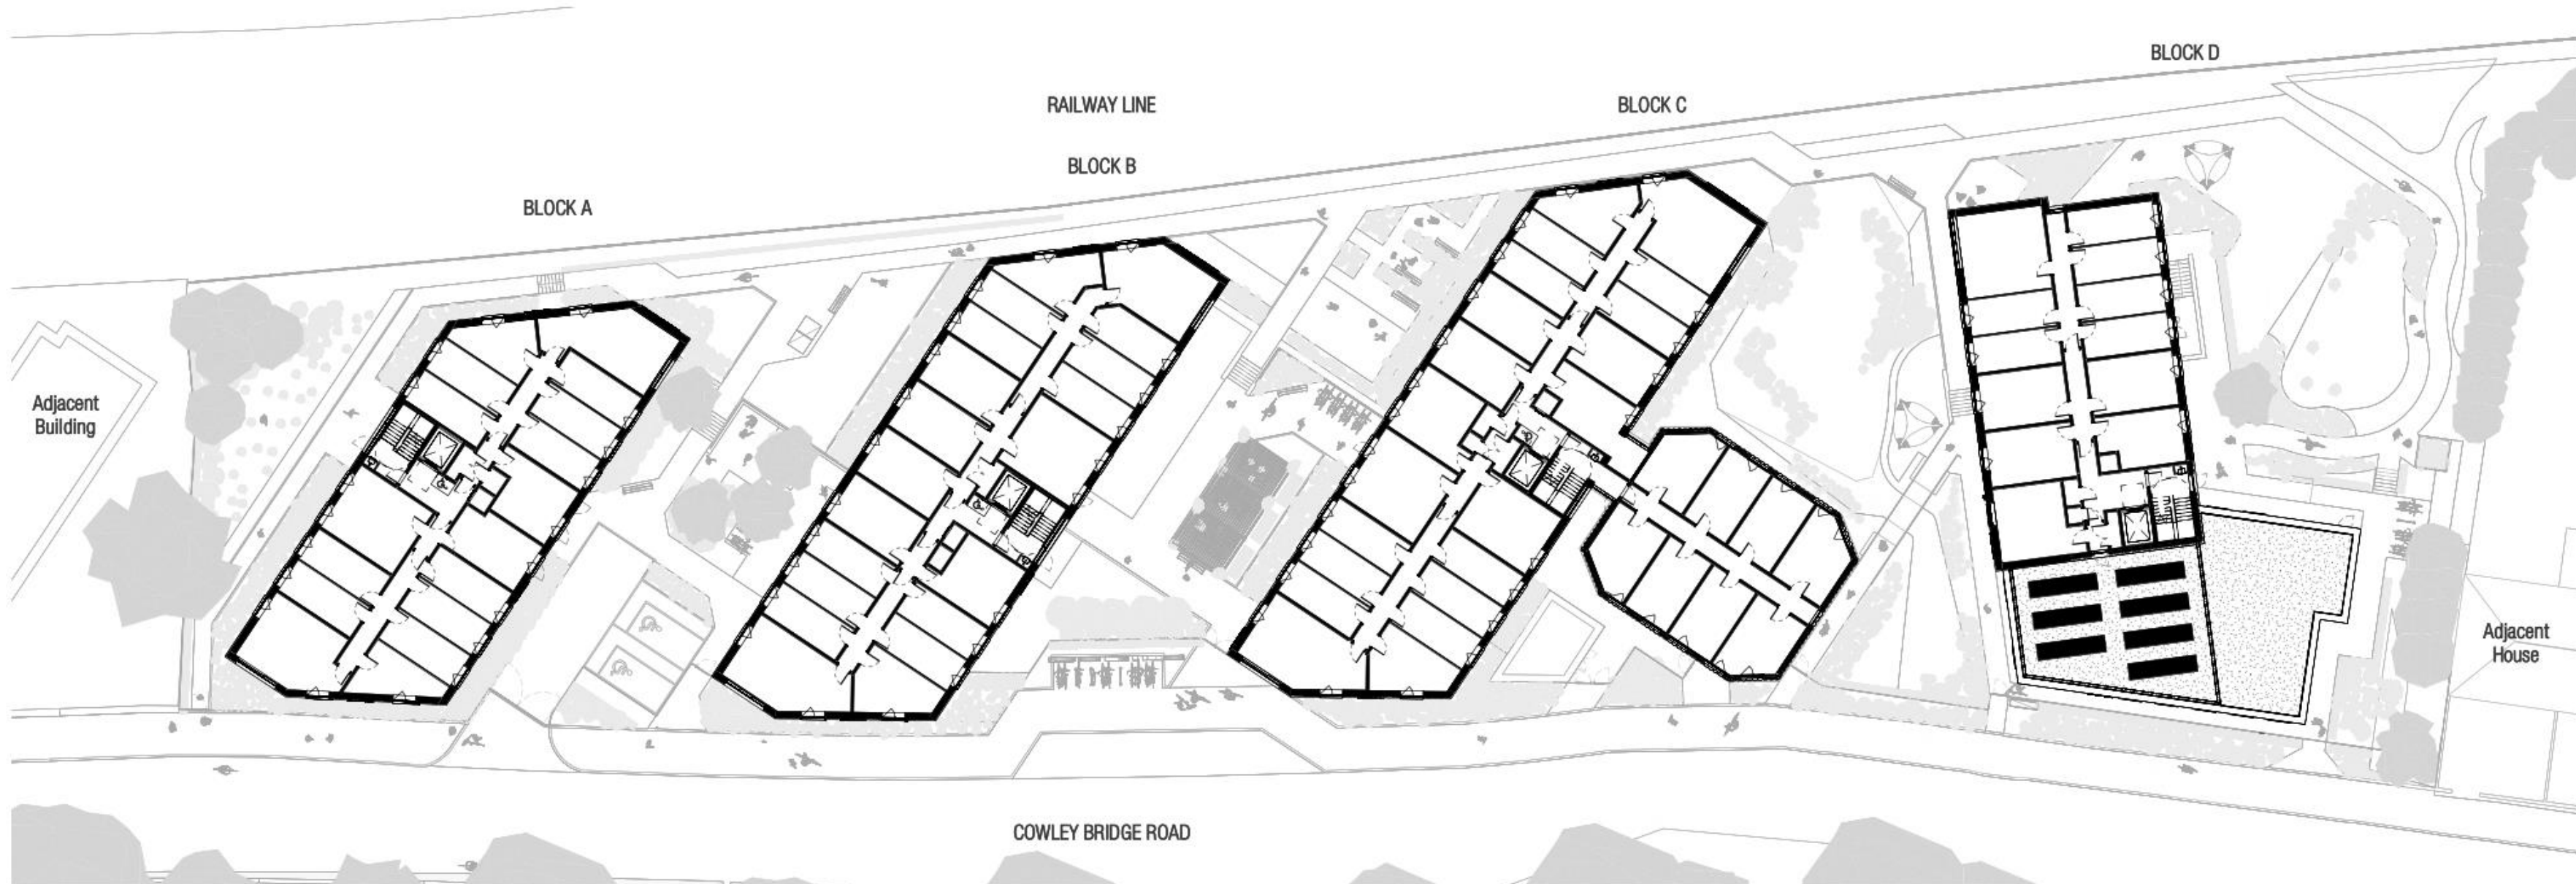 BLOCK D
RAILWAY LINE
BLOCK C
BLOCK B
BLOCK A
Adjacent
Building
Adjacent
House
COWLEY BRIDGE ROAD